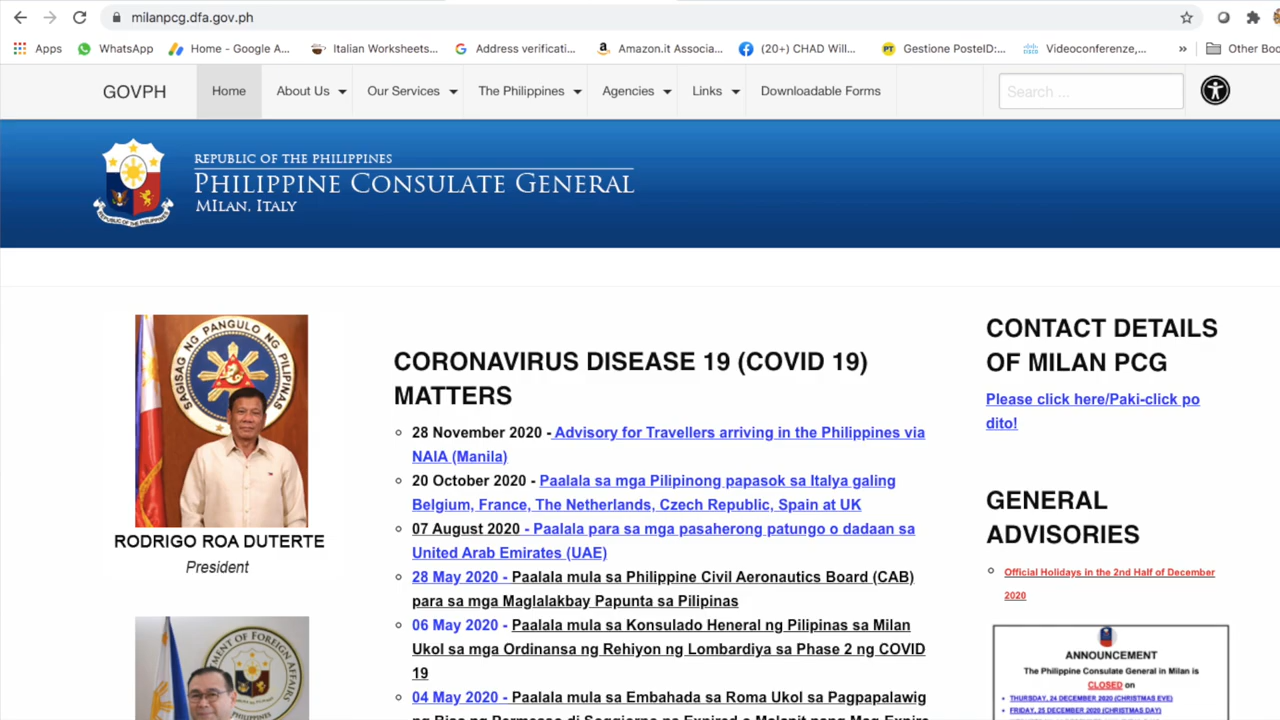 milanpcg.dfa.gov.ph
Apps WhatsApp Home - Google A... Italian Worksheets... Address verificati... Amazon.it Associa... (20+) CHAD Will... Gestione PosteID:... Videoconferenze,... » Other Boo
GOVPH Home About Us Our Services The Philippines Agencies Links Downloadable Forms Search ...
REPUBLIC OF THE PHILIPPINES
PHILIPPINE CONSULATE GENERAL
MILAN, ITALY
SAGISAG NG PANGULO NG PILIPINAS
RODRIGO ROA DUTERTE
President
CORONAVIRUS DISEASE 19 (COVID 19)
MATTERS
28 November 2020 - Advisory for Travellers arriving in the Philippines via
NAIA (Manila)
20 October 2020 - Paalala sa mga Pilipinong papasok sa Italya galing
Belgium, France, The Netherlands, Czech Republic, Spain at UK
07 August 2020 - Paalala para sa mga pasaherong patungo o dadaan sa
United Arab Emirates (UAE)
28 May 2020 - Paalala mula sa Philippine Civil Aeronautics Board (CAB)
para sa mga Maglalakbay Papunta sa Pilipinas
06 May 2020 - Paalala mula sa Konsulado Heneral ng Pilipinas sa Milan
Ukol sa mga Ordinansa ng Rehiyon ng Lombardiya sa Phase 2 ng COVID
19
04 May 2020 - Paalala mula sa Embahada sa Roma Ukol sa Pagpapalawig
CONTACT DETAILS
OF MILAN PCG
Please click here/Paki-click po
dito!
GENERAL
ADVISORIES
Official Holidays in the 2nd Half of December
2020
ANNOUNCEMENT
The Philippine Consulate General in Milan is
CLOSED on
THURSDAY, 24 DECEMBER 2020 (CHRISTMAS EVE)
FRIDAY, 25 DECEMBER 2020 (CHRISTMAS DAY)